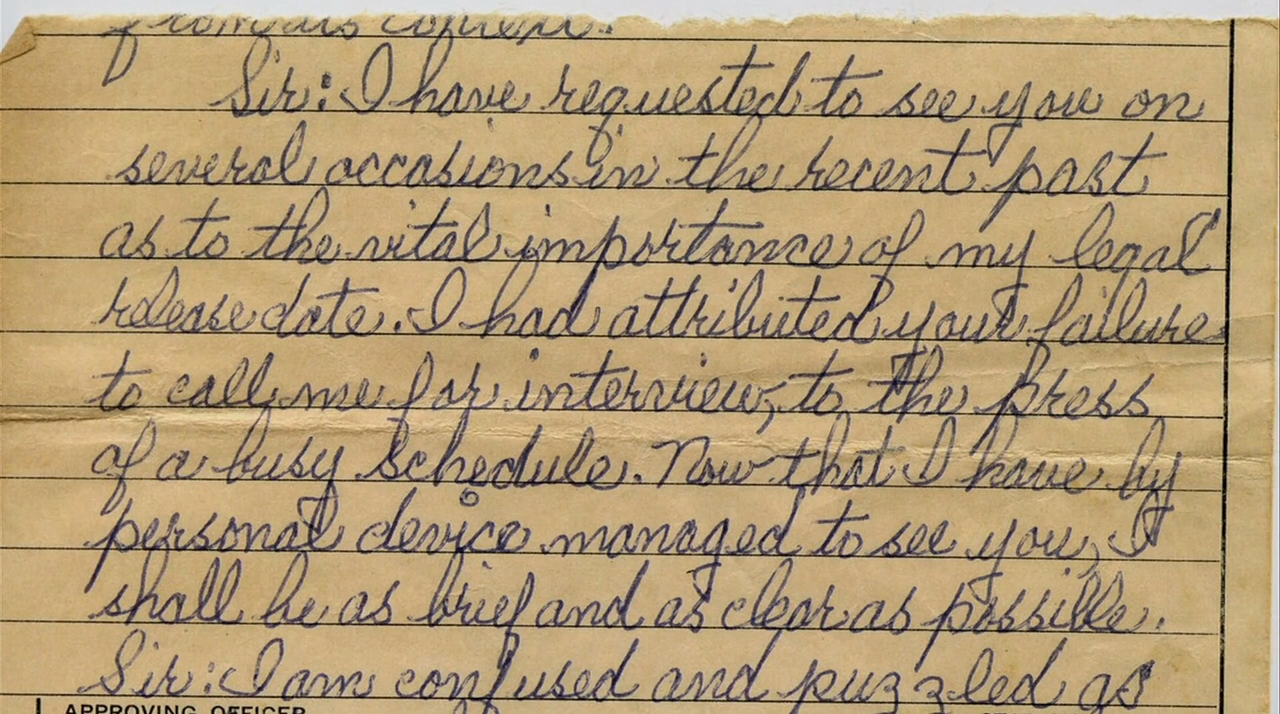 Sir: I have requested to see you on
several occasions in the recent past
as to the vital importance of my legal
release date. I had attributed your failure
to call me for interview, to the press
of a busy schedule. Now that I have by
personal device managed to see you, I
shall be as brief and as clear as possible.
Sir: I am confused and puzzled as
APPROVING OFFICER